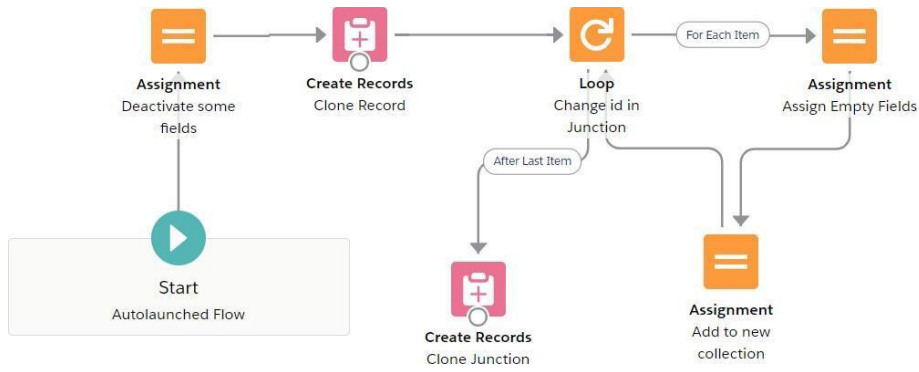 Assignment
Deactivate some
fields
Create Records
Clone Record
Loop
Change id in
Junction
For Each Item
Assignment
Assign Empty Fields
After Last Item
Start
Autolaunched Flow
Create Records
Clone Junction
Assignment
Add to new
collection